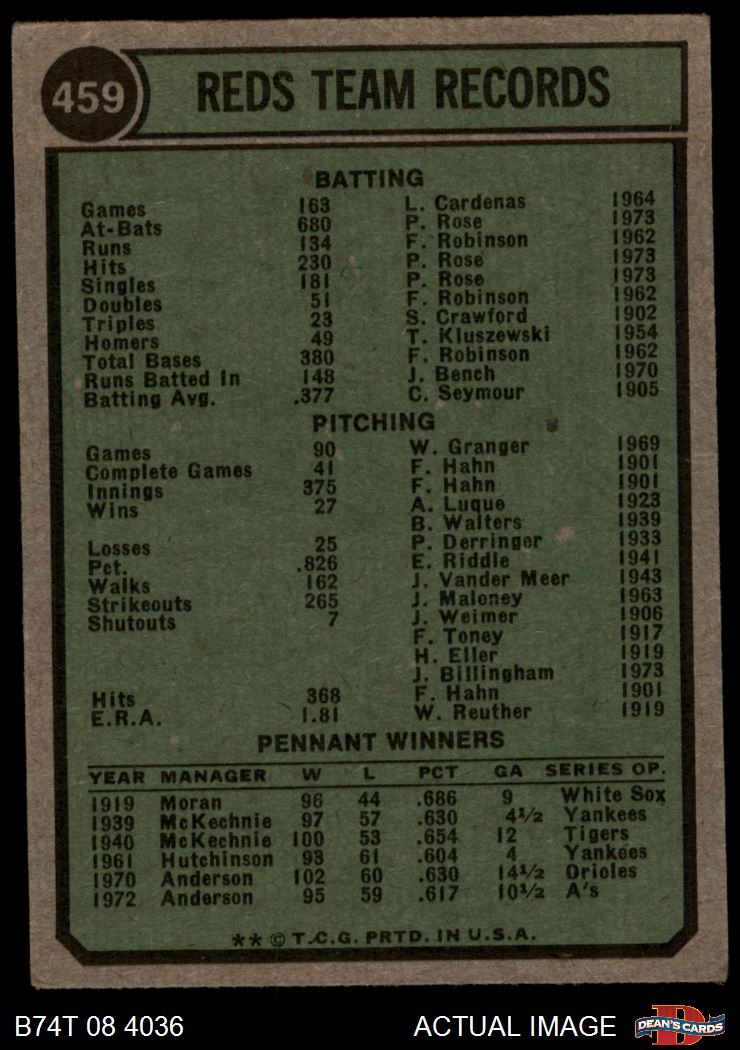 459 REDS TEAM RECORDS
BATTING
Games 163 L. Cardenas 1964
At-Bats 680 P. Rose 1973
Runs 134 F. Robinson 1962
Hits 230 P. Rose 1973
Singles 181 P. Rose 1973
Doubles 51 F. Robinson 1962
Triples 23 S. Crawford 1902
Homers 49 T. Kluszewski 1954
Total Bases 380 F. Robinson 1962
Runs Batted In 148 J. Bench 1970
Batting Avg. .377 C. Seymour 1905
PITCHING
Games 90 W. Granger 1969
Complete Games 41 F. Hahn 1901
Innings 375 F. Hahn 1901
Wins 27 A. Luque 1923
B. Walters 1939
Losses 25 P. Derringer 1933
Pct. .826 E. Riddle 1941
Walks 162 J. Vander Meer 1943
Strikeouts 265 J. Maloney 1963
Shutouts 7 J. Weimer 1906
F. Toney 1917
H. Eller 1919
J. Billingham 1973
Hits 368 F. Hahn 1901
E.R.A. 1.81 W. Reuther 1919
PENNANT WINNERS
YEAR MANAGER W L PCT GA SERIES OP.
1919 Moran 96 44 .686 9 White Sox
1939 McKechnie 97 57 .630 4½ Yankees
1940 McKechnie 100 53 .654 12 Tigers
1961 Hutchinson 93 61 .604 4 Yankees
1970 Anderson 102 60 .630 14½ Orioles
1972 Anderson 95 59 .617 10½ A's
** © T.C.G. PRTD. IN U.S.A.
B74T 08 4036 ACTUAL IMAGE D DEAN'S CARDS